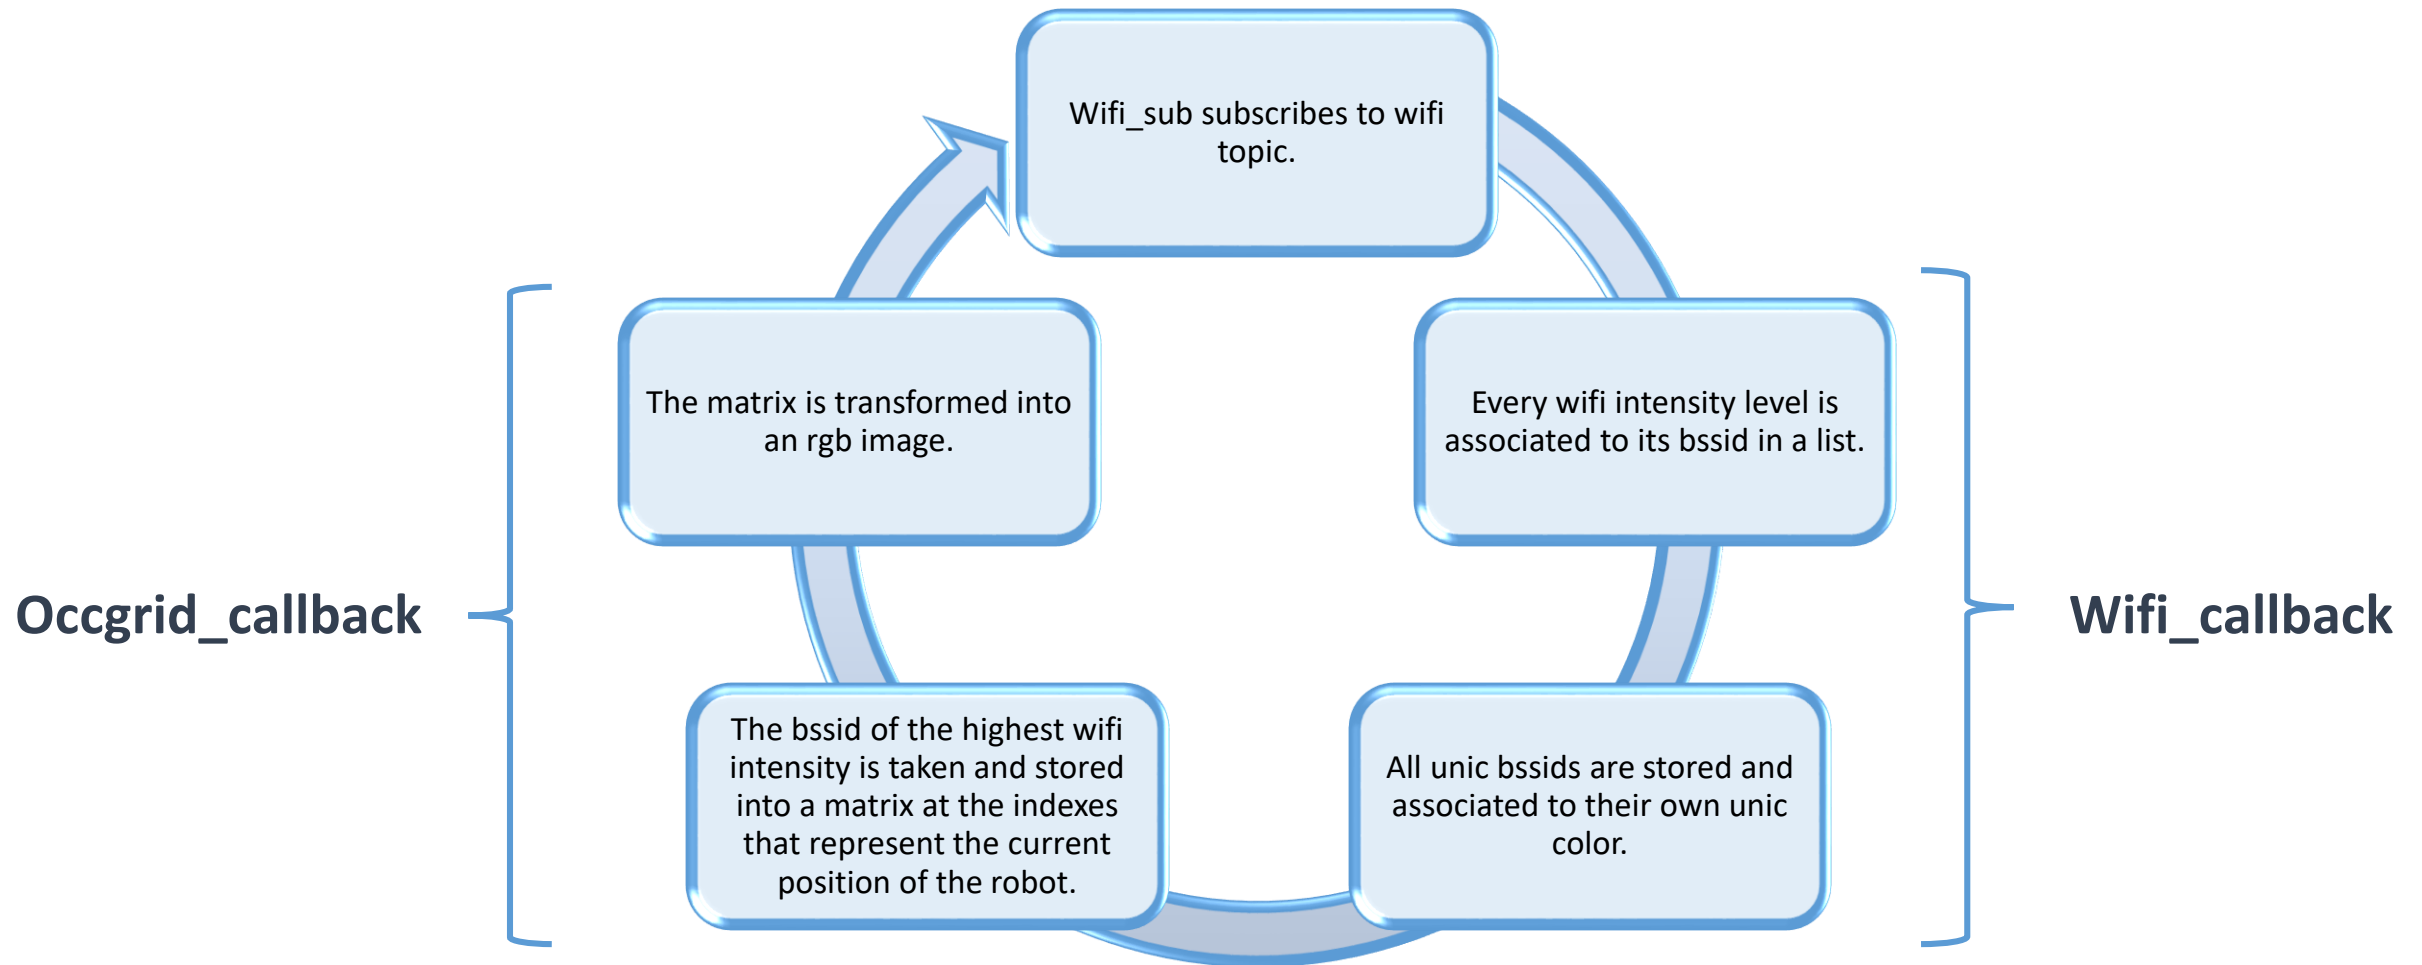 Wifi_sub subscribes to wifi
topic.
Every wifi intensity level is
associated to its bssid in a list.
All unic bssids are stored and
associated to their own unic
color.
The bssid of the highest wifi
intensity is taken and stored
into a matrix at the indexes
that represent the current
position of the robot.
The matrix is transformed into
an rgb image.
Occgrid_callback
Wifi_callback